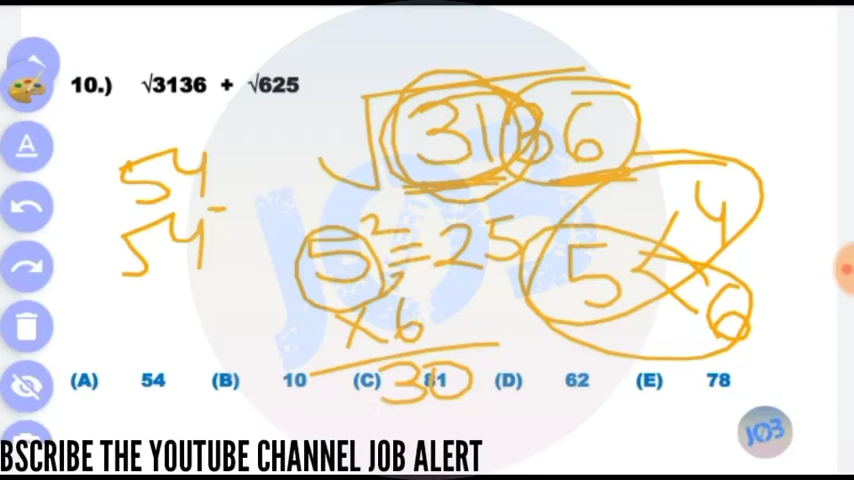 10.) √3136 + √625
√3136
54
54
5² = 25
5 < 4
6
× 6
30
(A) 54 (B) 10 (C) 81 (D) 62 (E) 78
JOB
BSCRIBE THE YOUTUBE CHANNEL JOB ALERT